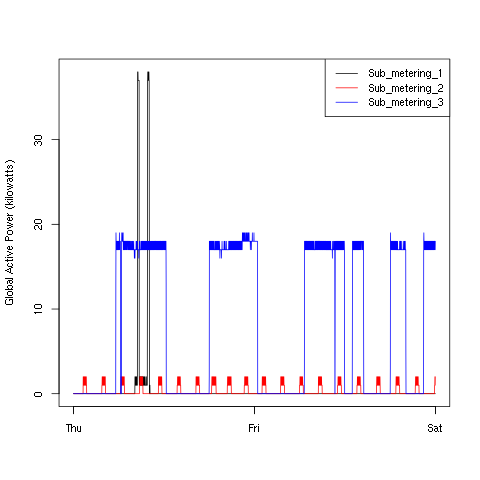 Sub_metering_1
Sub_metering_2
Sub_metering_3
Global Active Power (kilowatts)
30
20
10
0
Thu Fri Sat